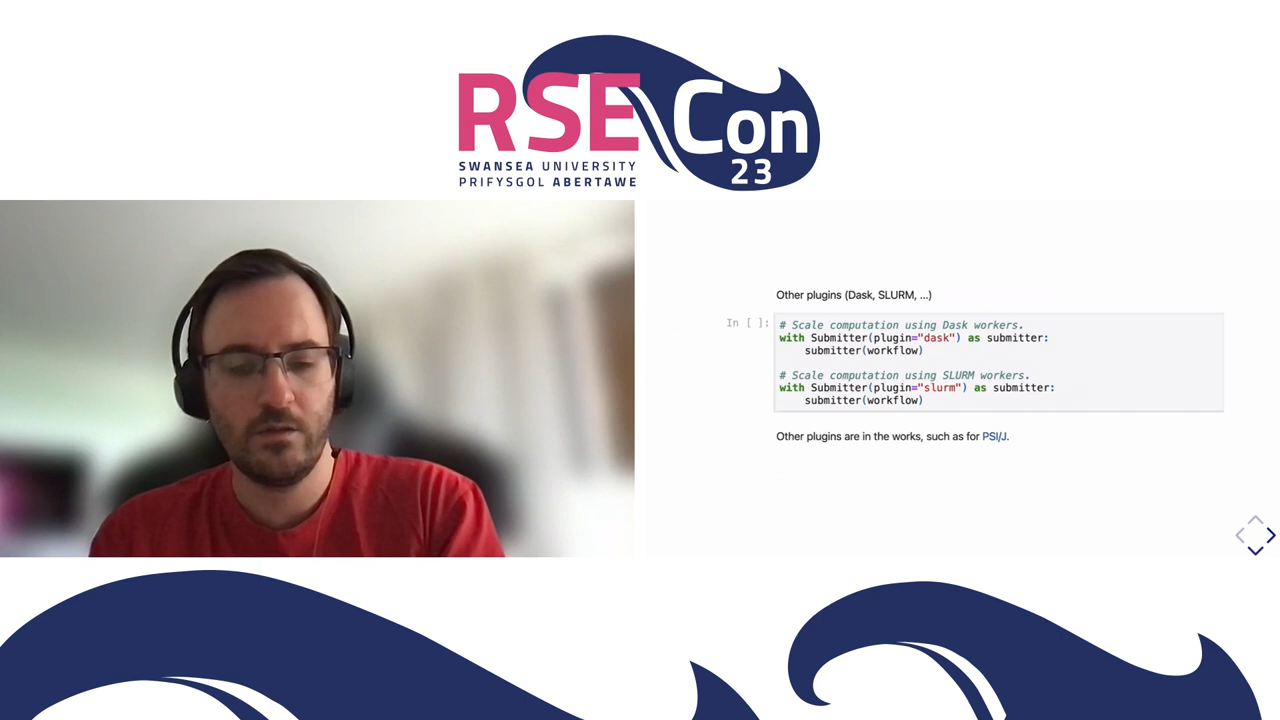 RSE Con
23
SWANSEA UNIVERSITY
PRIFYSGOL ABERTAWE
Other plugins (Dask, SLURM, ...)
In [ ]:
# Scale computation using Dask workers.
with Submitter(plugin="dask") as submitter:
    submitter(workflow)
# Scale computation using SLURM workers.
with Submitter(plugin="slurm") as submitter:
    submitter(workflow)
Other plugins are in the works, such as for PSI/J.